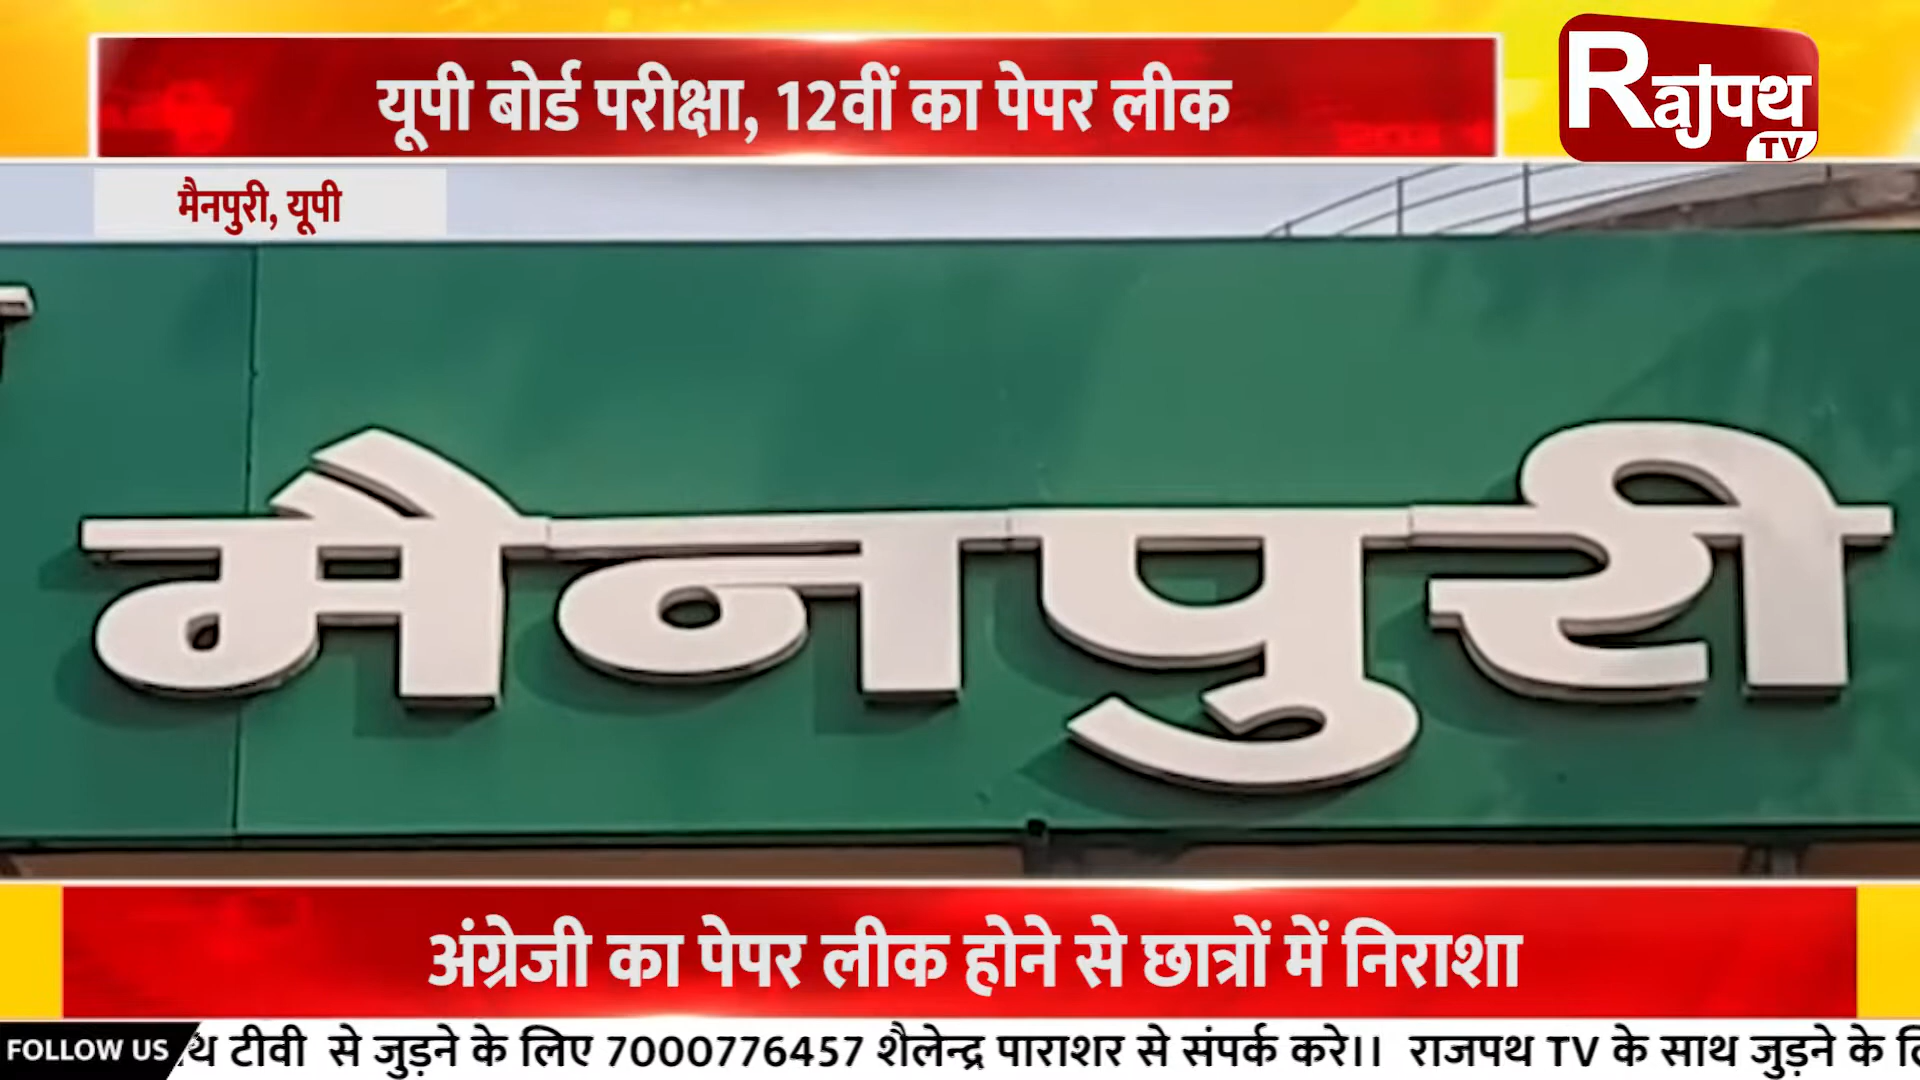 यूपी बोर्ड परीक्षा, 12वीं का पेपर लीक
Rajपथ
TV
मैनपुरी, यूपी
मैनपुरी
अंग्रेजी का पेपर लीक होने से छात्रों में निराशा
FOLLOW US
टीवी से जुड़ने के लिए 7000776457 शैलेन्द्र पाराशर से संपर्क करे।। राजपथ TV के साथ जुड़ने के